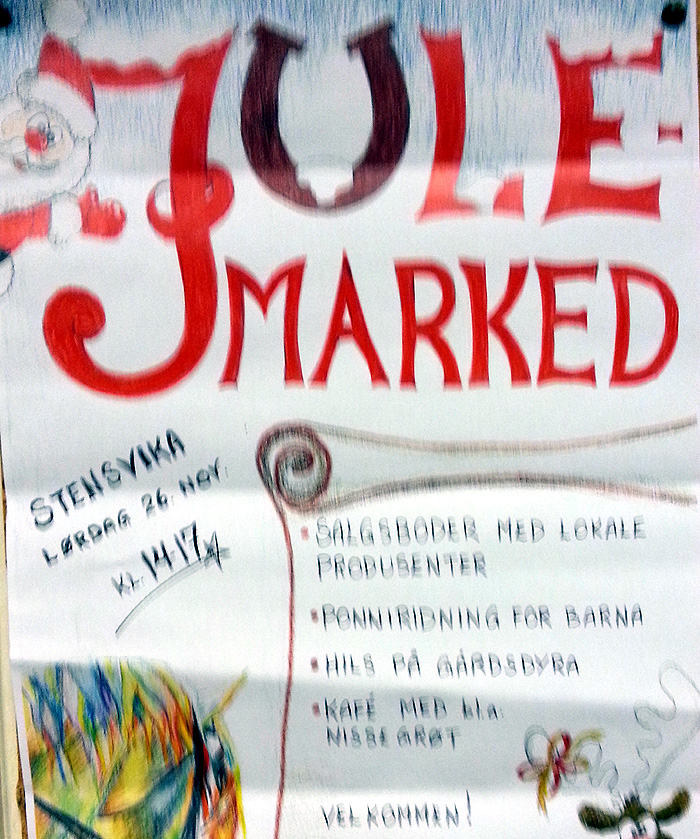 JULE-
MARKED
STENSVIKA
LØRDAG 26. NOV.
KL. 14-17
• SALGSBODER MED LOKALE
PRODUSENTER
• PONNIRIDNING FOR BARNA
• HILS PÅ GÅRDSDYRA
• KAFÉ MED bl.a:
NISSEGRØT
VELKOMMEN!